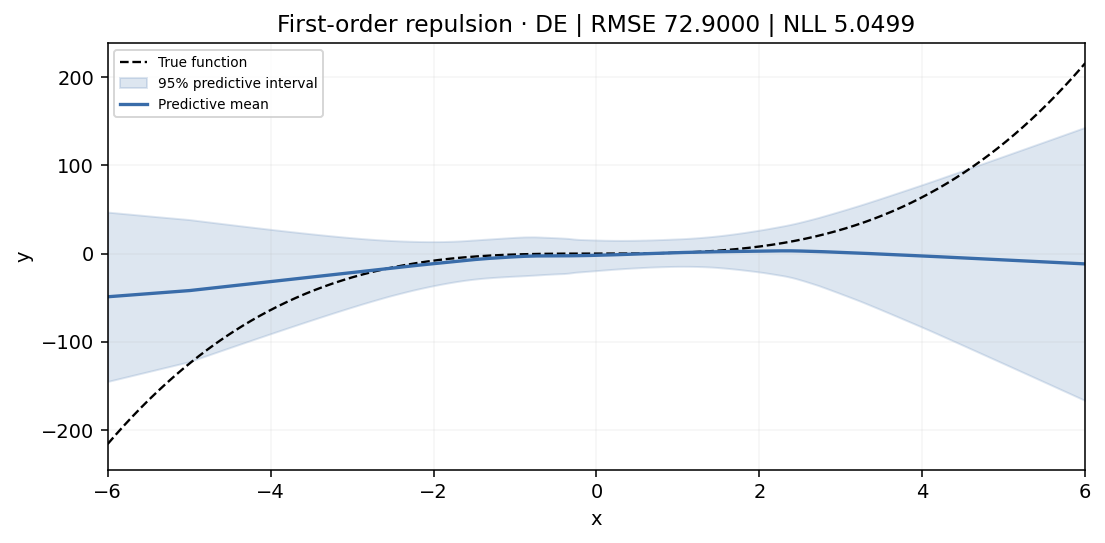 First-order repulsion · DE | RMSE 72.9000 | NLL 5.0499
True function
95% predictive interval
Predictive mean
200
100
0
−100
−200
y
−6 −4 −2 0 2 4 6
x